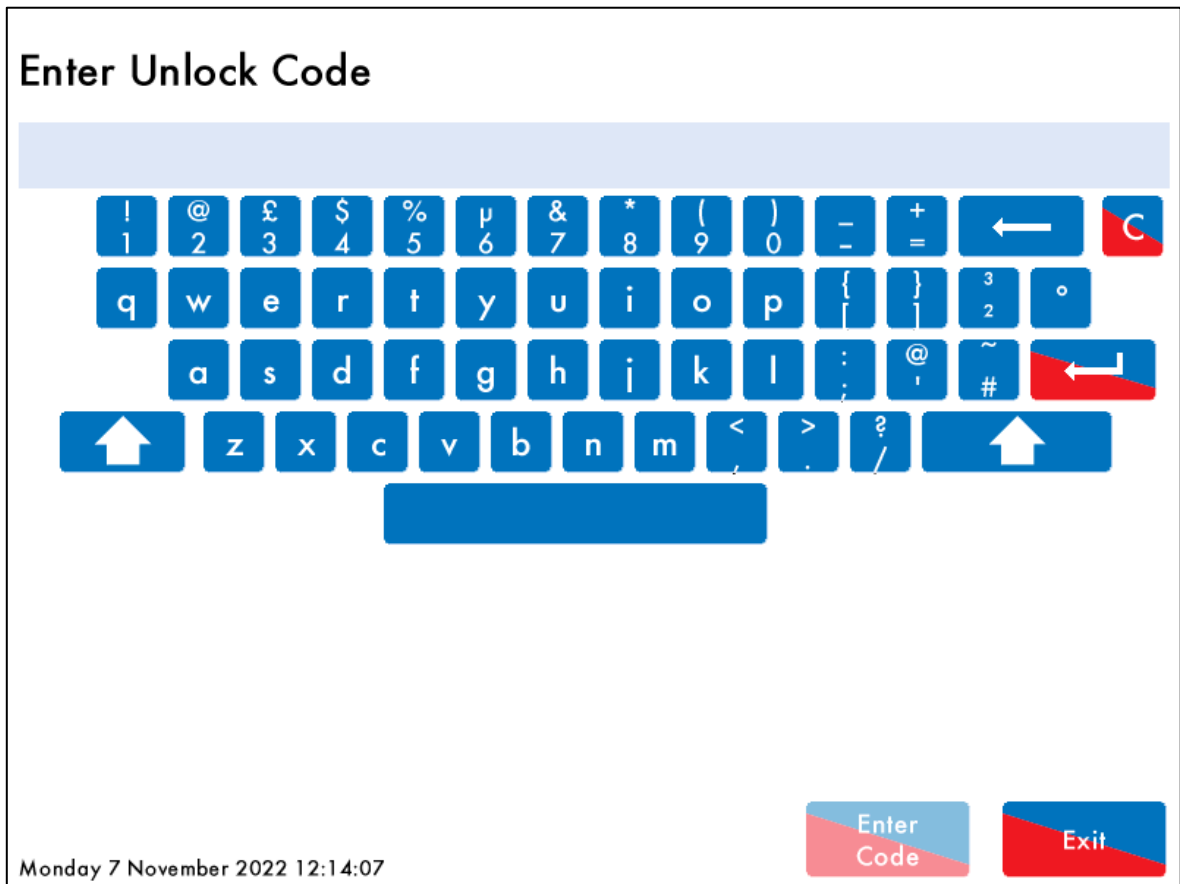 Enter Unlock Code
! @ £ $ % µ & * ( ) _ +
1 2 3 4 5 6 7 8 9 0 - = C
q w e r t y u i o p { [ } ] 3 2 °
a s d f g h j k l : ; @ ' ~ #
z x c v b n m < , > . ? /
Enter
Code
Exit
Monday 7 November 2022 12:14:07